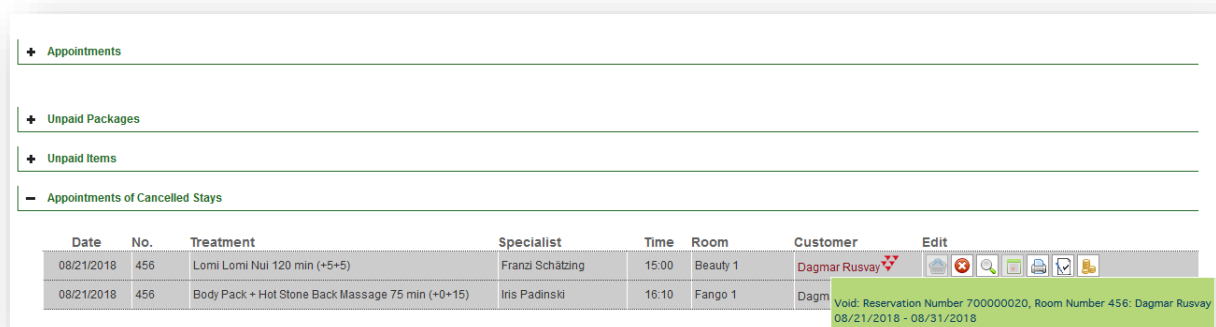 Appointments
Unpaid Packages
Unpaid Items
Appointments of Cancelled Stays
Date No. Treatment Specialist Time Room Customer Edit
08/21/2018 456 Lomi Lomi Nui 120 min (+5+5) Franzi Schätzing 15:00 Beauty 1 Dagmar Rusvay
08/21/2018 456 Body Pack + Hot Stone Back Massage 75 min (+0+15) Iris Padinski 16:10 Fango 1 Dagm
Void: Reservation Number 700000020, Room Number 456: Dagmar Rusvay
08/21/2018 - 08/31/2018